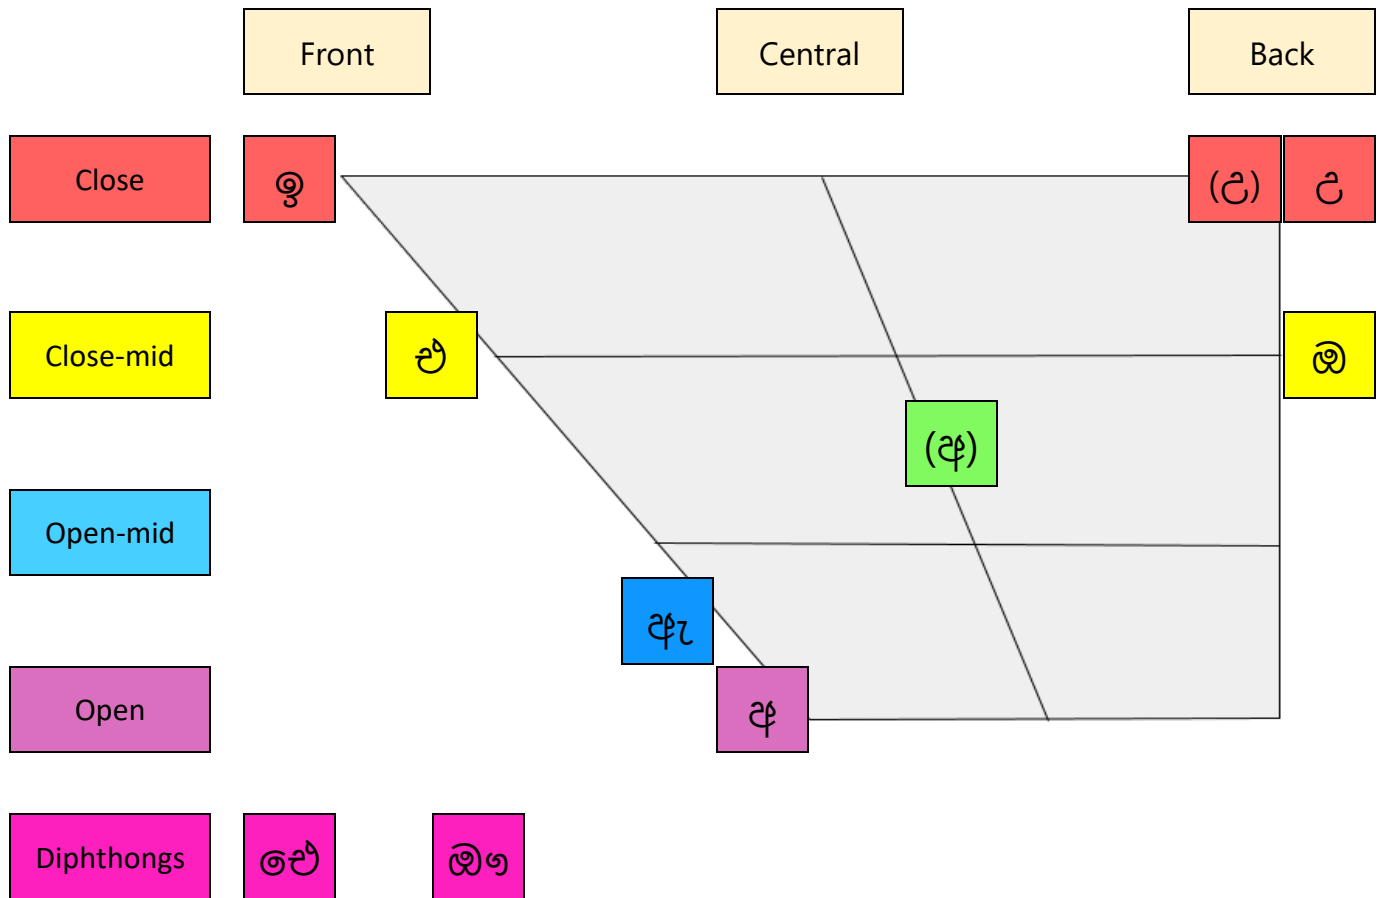 Front Central Back
Close ඉ (උ) උ
Close-mid එ ඔ
(අ)
Open-mid
ඇ
Open අ
Diphthongs ඓ ඖ